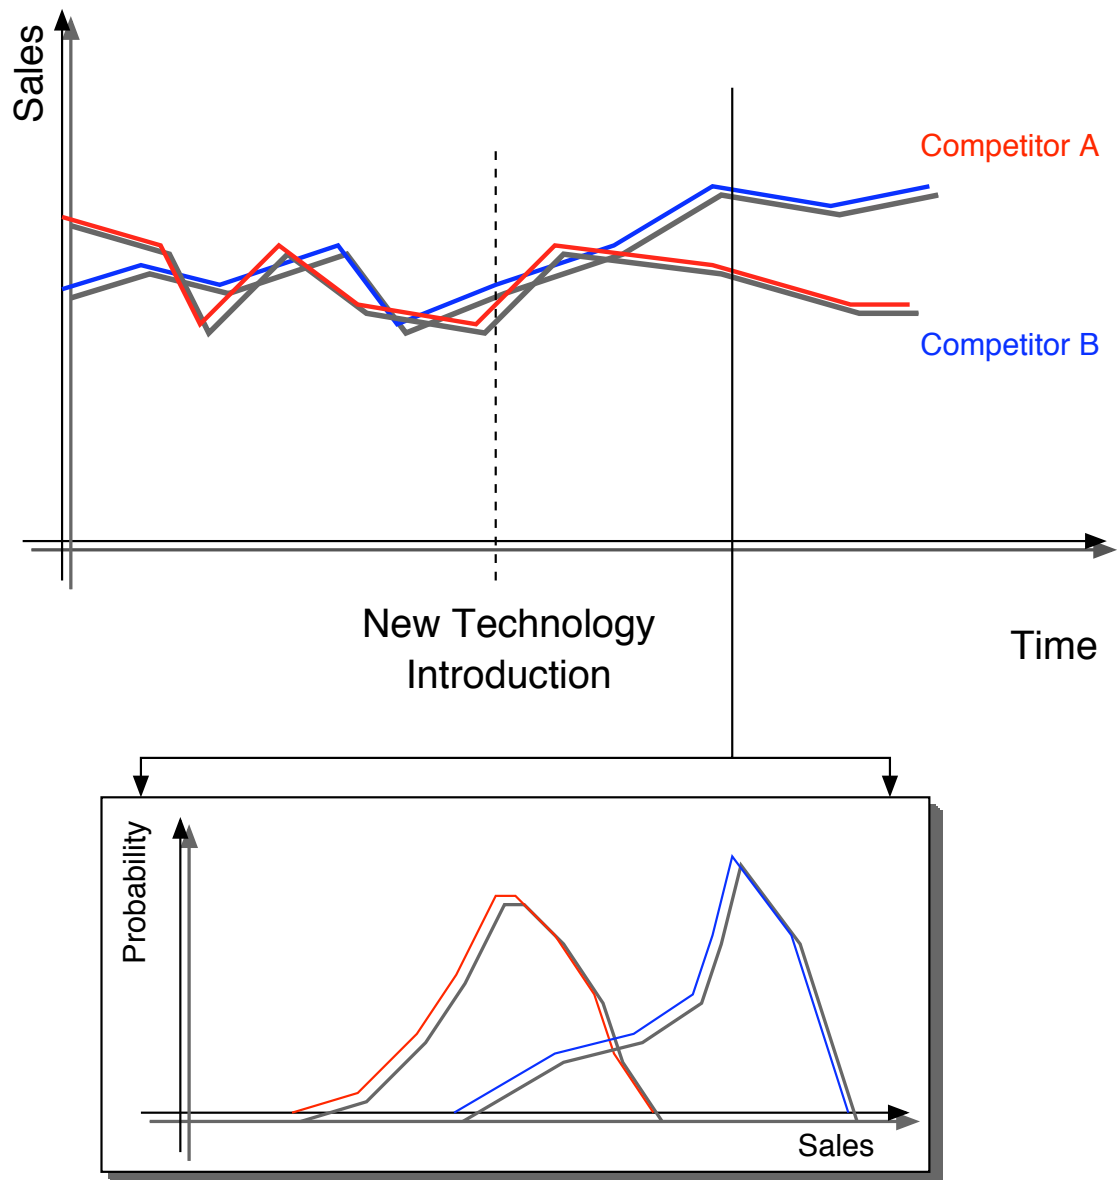 Sales
Competitor A
Competitor B
New Technology
Introduction
Time
Probability
Sales